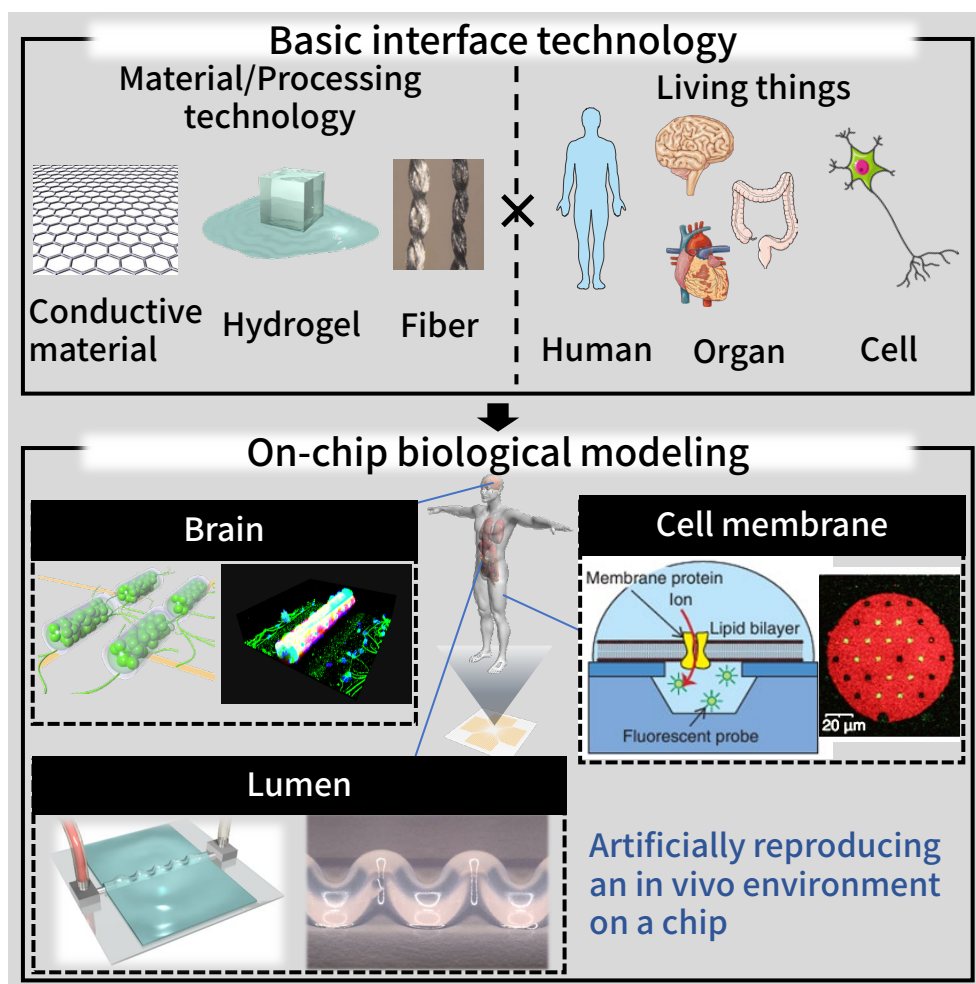 Basic interface technology
Material/Processing
technology
Living things
×
Conductive
material
Hydrogel
Fiber
Human
Organ
Cell
On-chip biological modeling
Brain
Cell membrane
Membrane protein
Ion
Lipid bilayer
Fluorescent probe
20 μm
Lumen
Artificially reproducing
an in vivo environment
on a chip